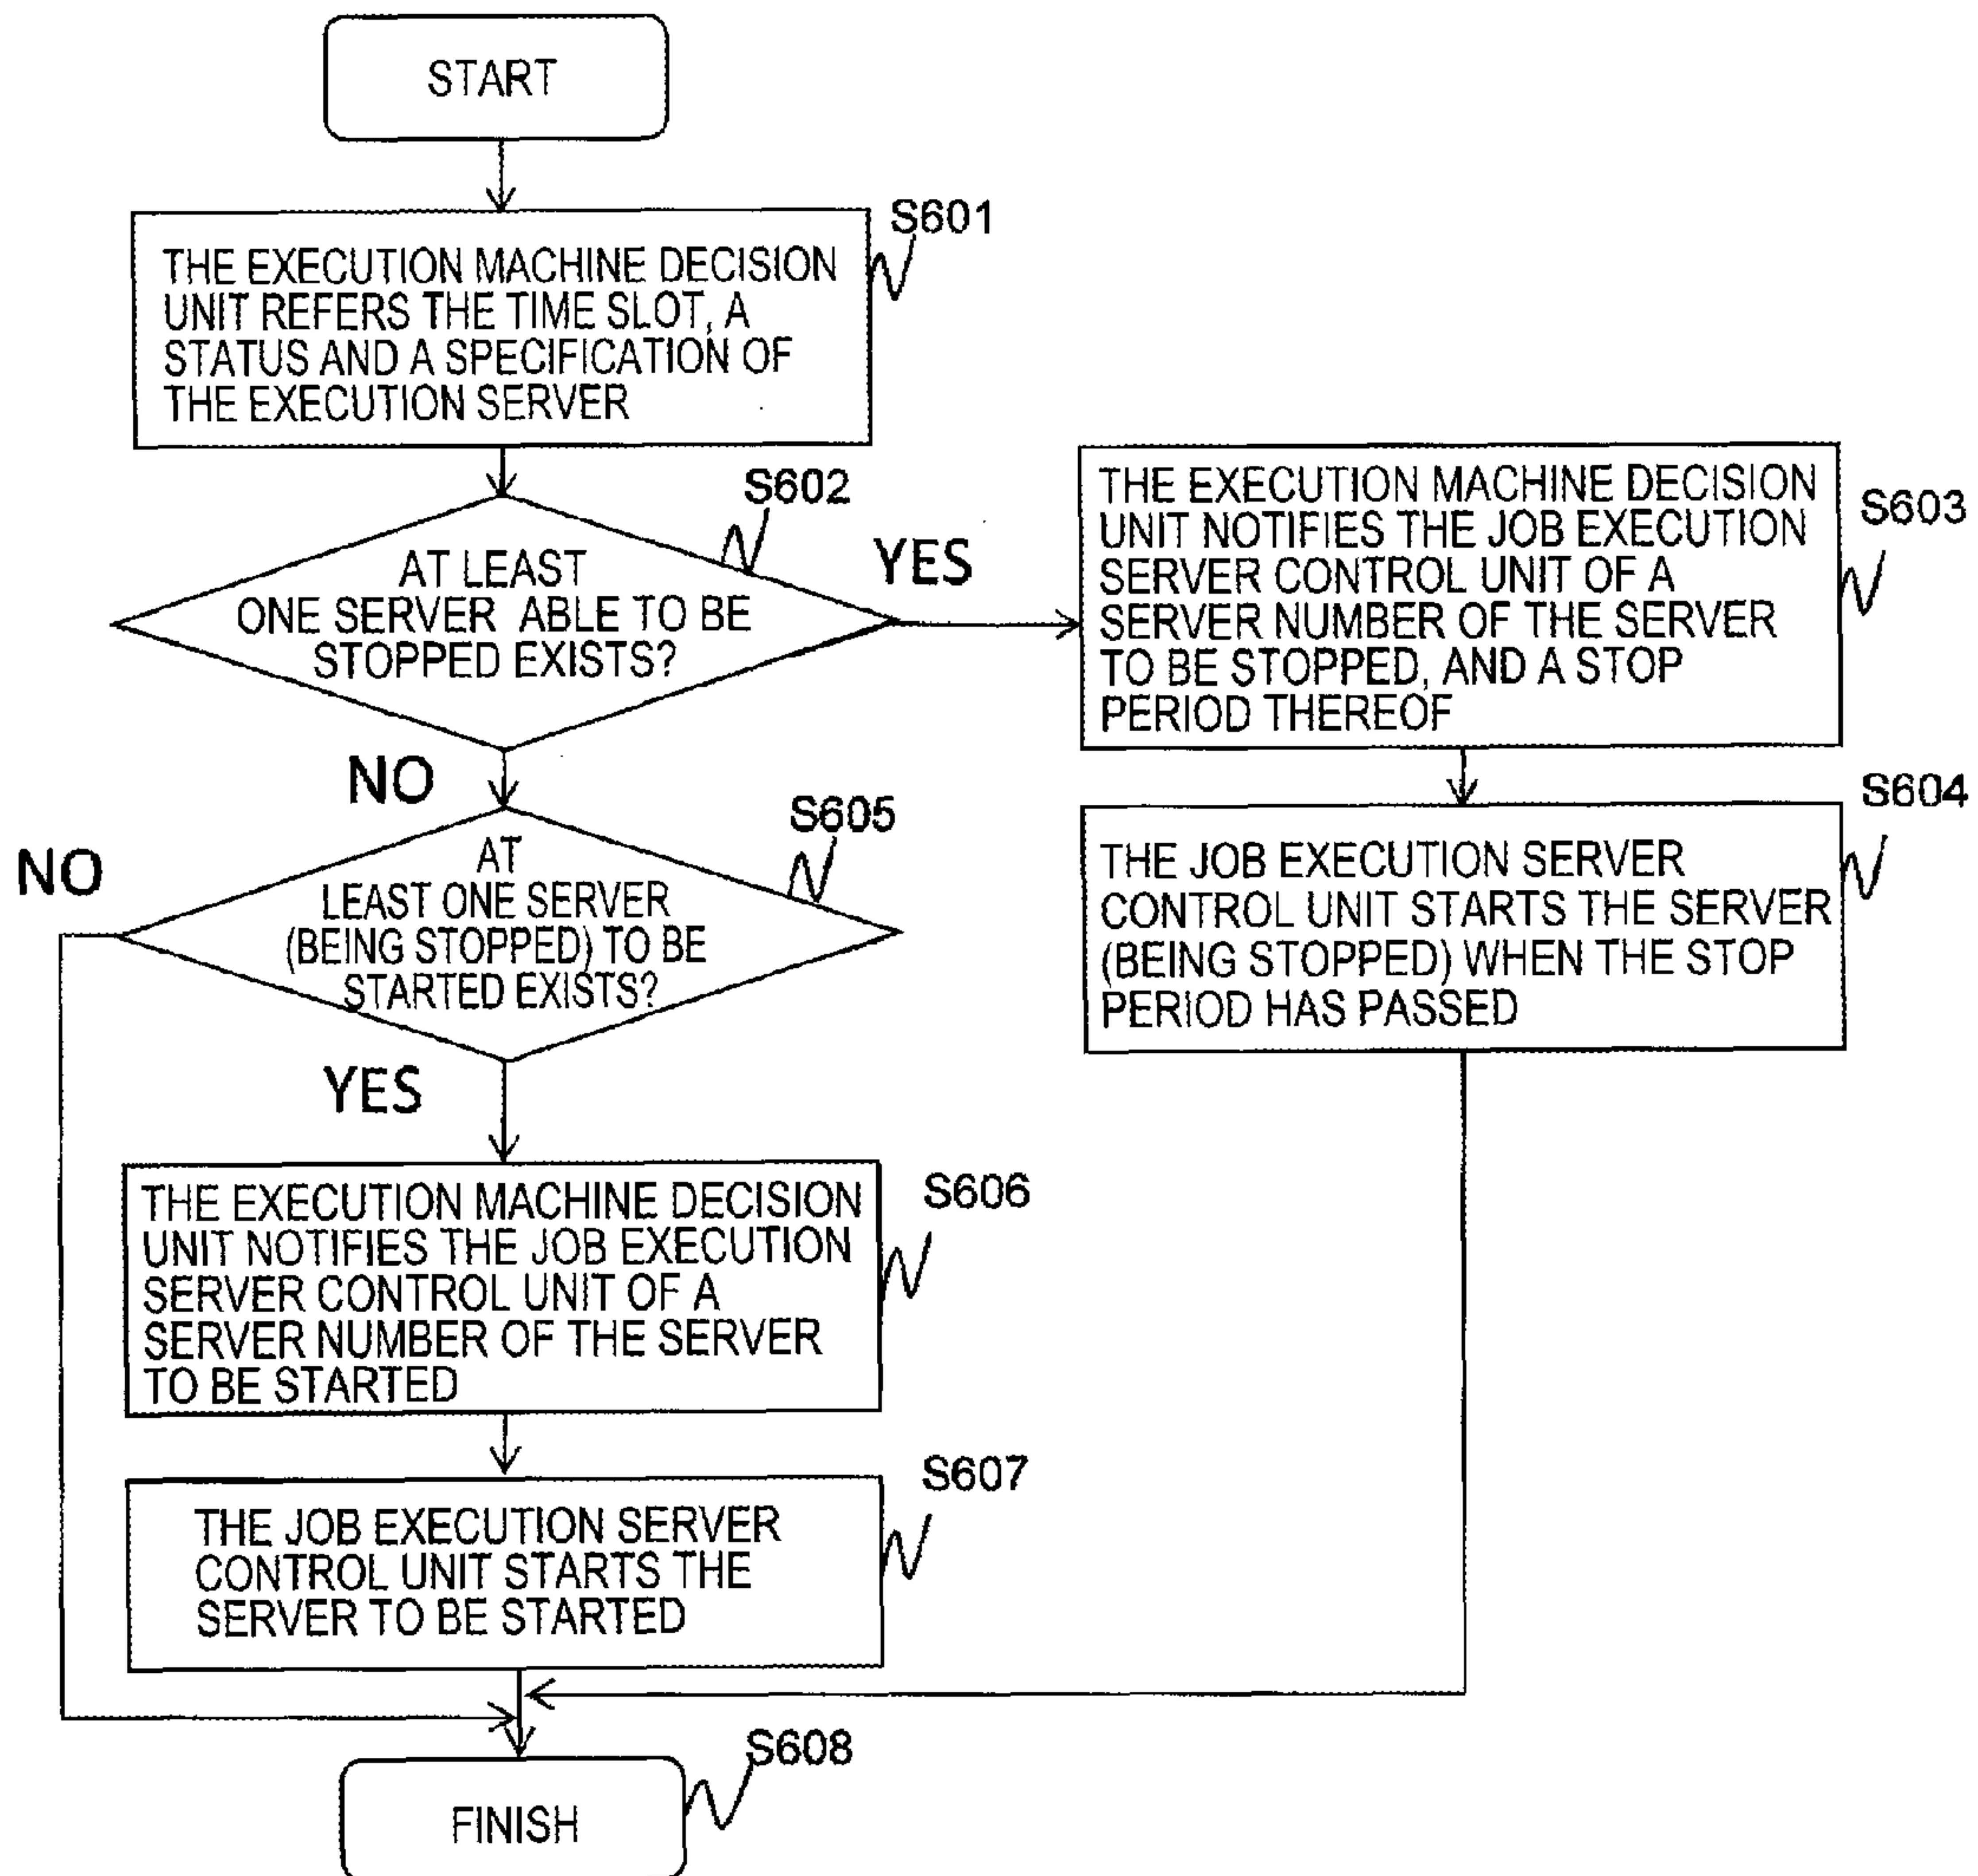 START
S601
THE EXECUTION MACHINE DECISION
UNIT REFERS THE TIME SLOT, A
STATUS AND A SPECIFICATION OF
THE EXECUTION SERVER
S602
AT LEAST
ONE SERVER ABLE TO BE
STOPPED EXISTS?
YES
S603
THE EXECUTION MACHINE DECISION
UNIT NOTIFIES THE JOB EXECUTION
SERVER CONTROL UNIT OF A
SERVER NUMBER OF THE SERVER
TO BE STOPPED, AND A STOP
PERIOD THEREOF
NO
S604
THE JOB EXECUTION SERVER
CONTROL UNIT STARTS THE SERVER
(BEING STOPPED) WHEN THE STOP
PERIOD HAS PASSED
S605
AT
LEAST ONE SERVER
(BEING STOPPED) TO BE
STARTED EXISTS?
NO
YES
S606
THE EXECUTION MACHINE DECISION
UNIT NOTIFIES THE JOB EXECUTION
SERVER CONTROL UNIT OF A
SERVER NUMBER OF THE SERVER
TO BE STARTED
S607
THE JOB EXECUTION SERVER
CONTROL UNIT STARTS THE
SERVER TO BE STARTED
S608
FINISH